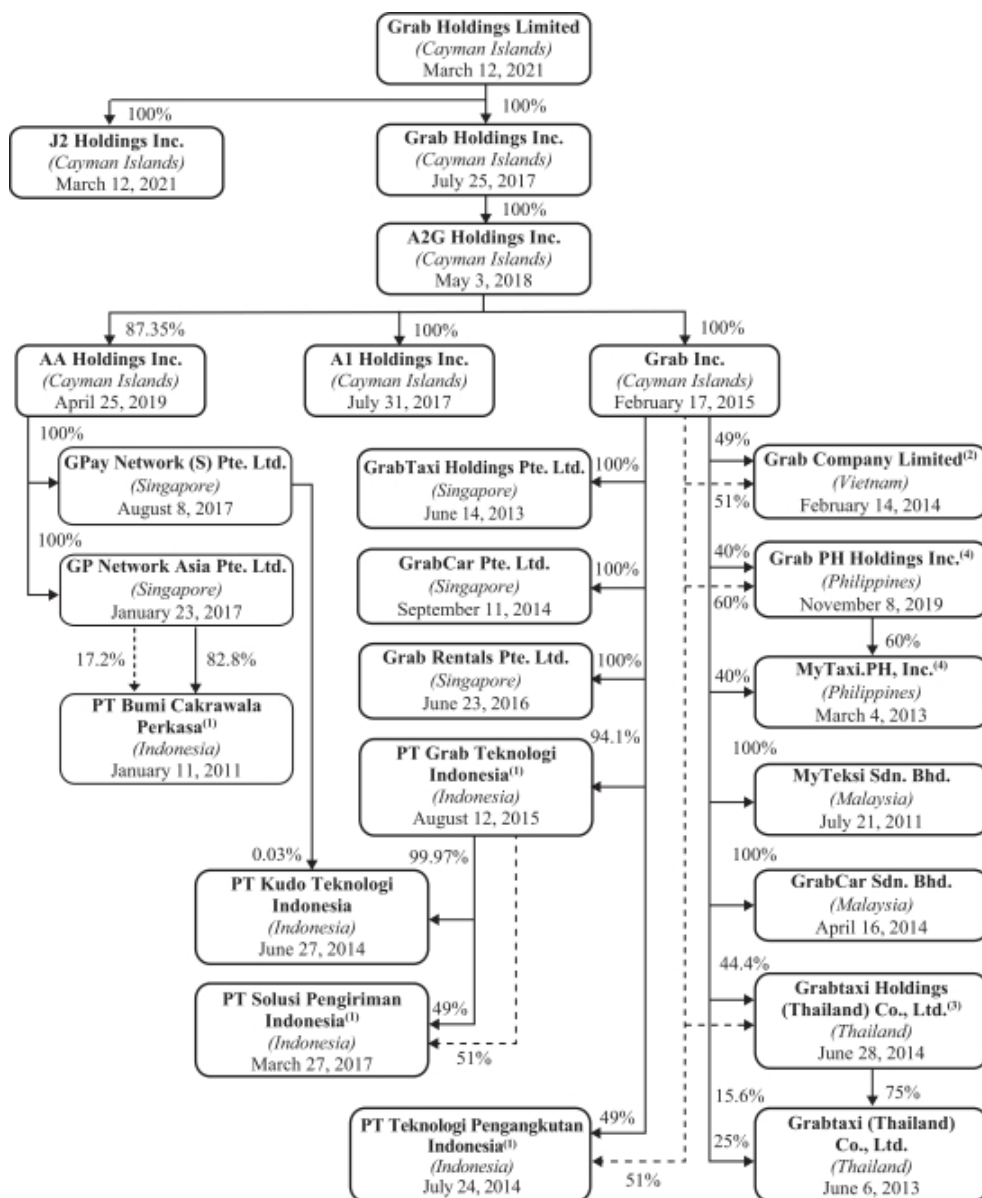 Grab Holdings Limited
(Cayman Islands)
March 12, 2021
100%
100%
J2 Holdings Inc.
(Cayman Islands)
March 12, 2021
Grab Holdings Inc.
(Cayman Islands)
July 25, 2017
100%
A2G Holdings Inc.
(Cayman Islands)
May 3, 2018
87.35%
100%
100%
AA Holdings Inc.
(Cayman Islands)
April 25, 2019
A1 Holdings Inc.
(Cayman Islands)
July 31, 2017
Grab Inc.
(Cayman Islands)
February 17, 2015
100%
GPay Network (S) Pte. Ltd.
(Singapore)
August 8, 2017
100%
GP Network Asia Pte. Ltd.
(Singapore)
January 23, 2017
17.2%
82.8%
PT Bumi Cakrawala
Perkasa(1)
(Indonesia)
January 11, 2011
GrabTaxi Holdings Pte. Ltd.
(Singapore)
June 14, 2013
100%
GrabCar Pte. Ltd.
(Singapore)
September 11, 2014
100%
Grab Rentals Pte. Ltd.
(Singapore)
June 23, 2016
100%
94.1%
PT Grab Teknologi
Indonesia(1)
(Indonesia)
August 12, 2015
0.03%
99.97%
PT Kudo Teknologi
Indonesia
(Indonesia)
June 27, 2014
PT Solusi Pengiriman
Indonesia(1)
(Indonesia)
March 27, 2017
49%
51%
PT Teknologi Pengangkutan
Indonesia(1)
(Indonesia)
July 24, 2014
49%
51%
49%
51%
Grab Company Limited(2)
(Vietnam)
February 14, 2014
40%
60%
Grab PH Holdings Inc.(4)
(Philippines)
November 8, 2019
60%
40%
MyTaxi.PH, Inc.(4)
(Philippines)
March 4, 2013
100%
MyTeksi Sdn. Bhd.
(Malaysia)
July 21, 2011
100%
GrabCar Sdn. Bhd.
(Malaysia)
April 16, 2014
44.4%
Grabtaxi Holdings
(Thailand) Co., Ltd.(3)
(Thailand)
June 28, 2014
15.6%
75%
25%
Grabtaxi (Thailand)
Co., Ltd.
(Thailand)
June 6, 2013